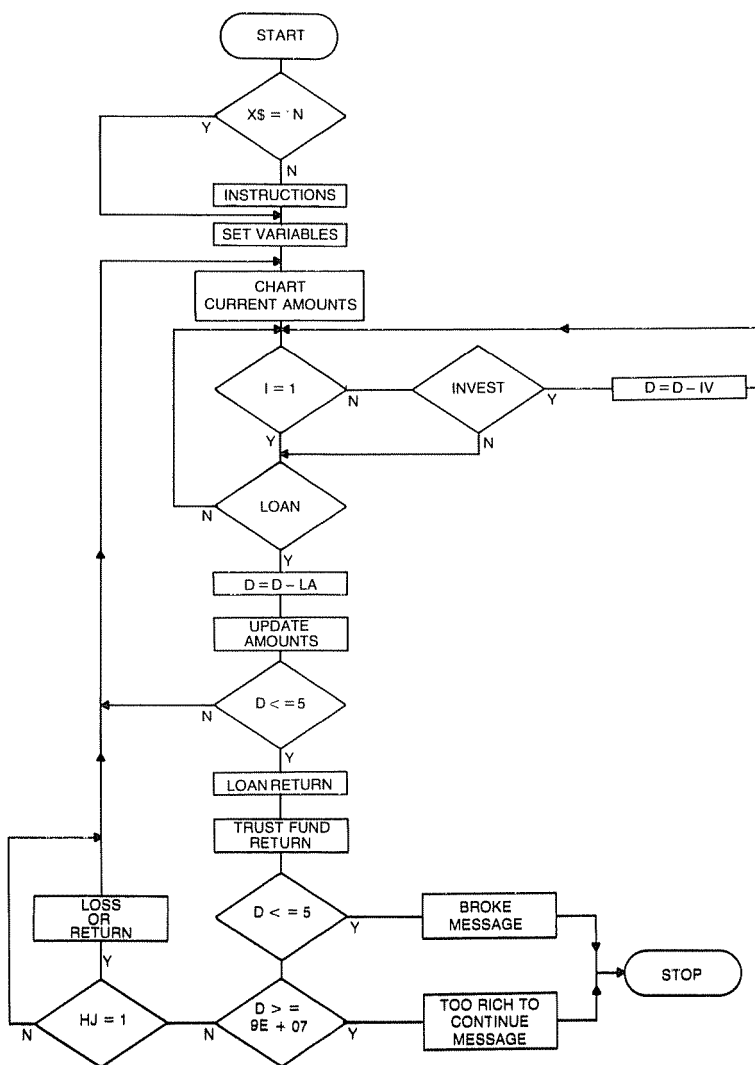 START
X$ = 'N
Y
N
INSTRUCTIONS
SET VARIABLES
CHART
CURRENT AMOUNTS
I = 1
N
INVEST
Y
D = D – IV
Y
N
LOAN
N
Y
D = D – LA
UPDATE
AMOUNTS
D < = 5
N
Y
LOAN RETURN
TRUST FUND
RETURN
LOSS
OR
RETURN
D < = 5
Y
BROKE
MESSAGE
Y
STOP
HJ = 1
N
N
D > =
9E + 07
Y
TOO RICH TO
CONTINUE
MESSAGE